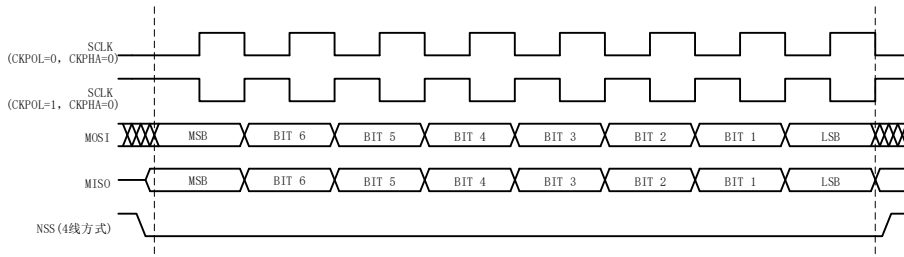 SCLK
(CKPOL=0, CKPHA=0)
SCLK
(CKPOL=1, CKPHA=0)
MOSI MSB BIT 6 BIT 5 BIT 4 BIT 3 BIT 2 BIT 1 LSB
MISO MSB BIT 6 BIT 5 BIT 4 BIT 3 BIT 2 BIT 1 LSB
NSS(4线方式)